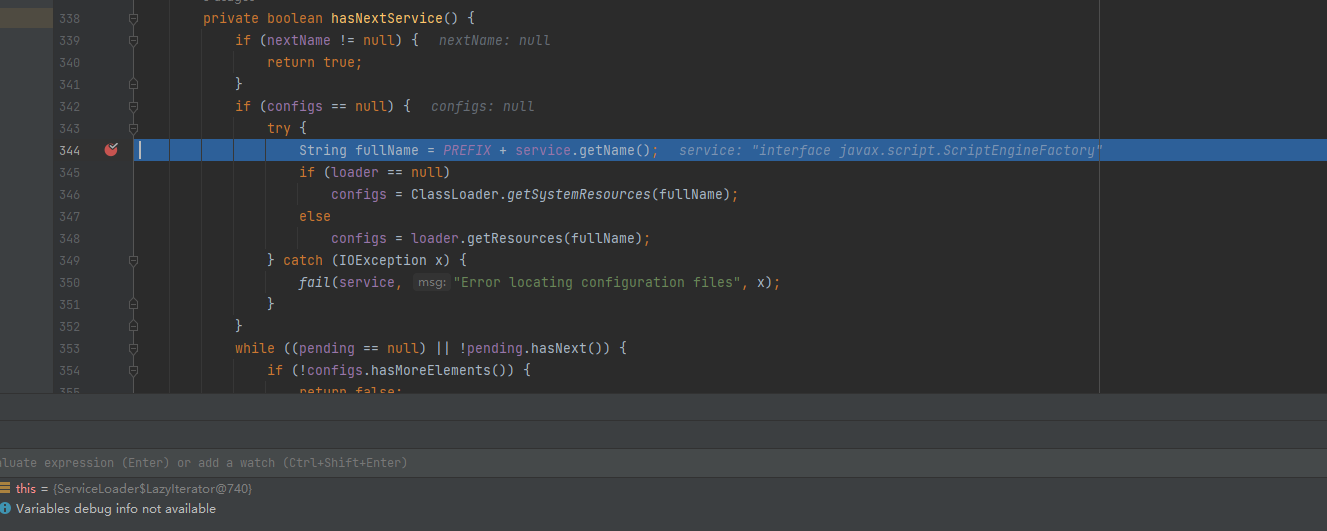 338 private boolean hasNextService() {
339 if (nextName != null) { nextName: null
340 return true;
341 }
342 if (configs == null) { configs: null
343 try {
344 String fullName = PREFIX + service.getName(); service: "interface javax.script.ScriptEngineFactory"
345 if (loader == null)
346 configs = ClassLoader.getSystemResources(fullName);
347 else
348 configs = loader.getResources(fullName);
349 } catch (IOException x) {
350 fail(service, msg: "Error locating configuration files", x);
351 }
352 }
353 while ((pending == null) || !pending.hasNext()) {
354 if (!configs.hasMoreElements()) {
355 return false;
aluate expression (Enter) or add a watch (Ctrl+Shift+Enter)
this = {ServiceLoader$LazyIterator@740}
Variables debug info not available